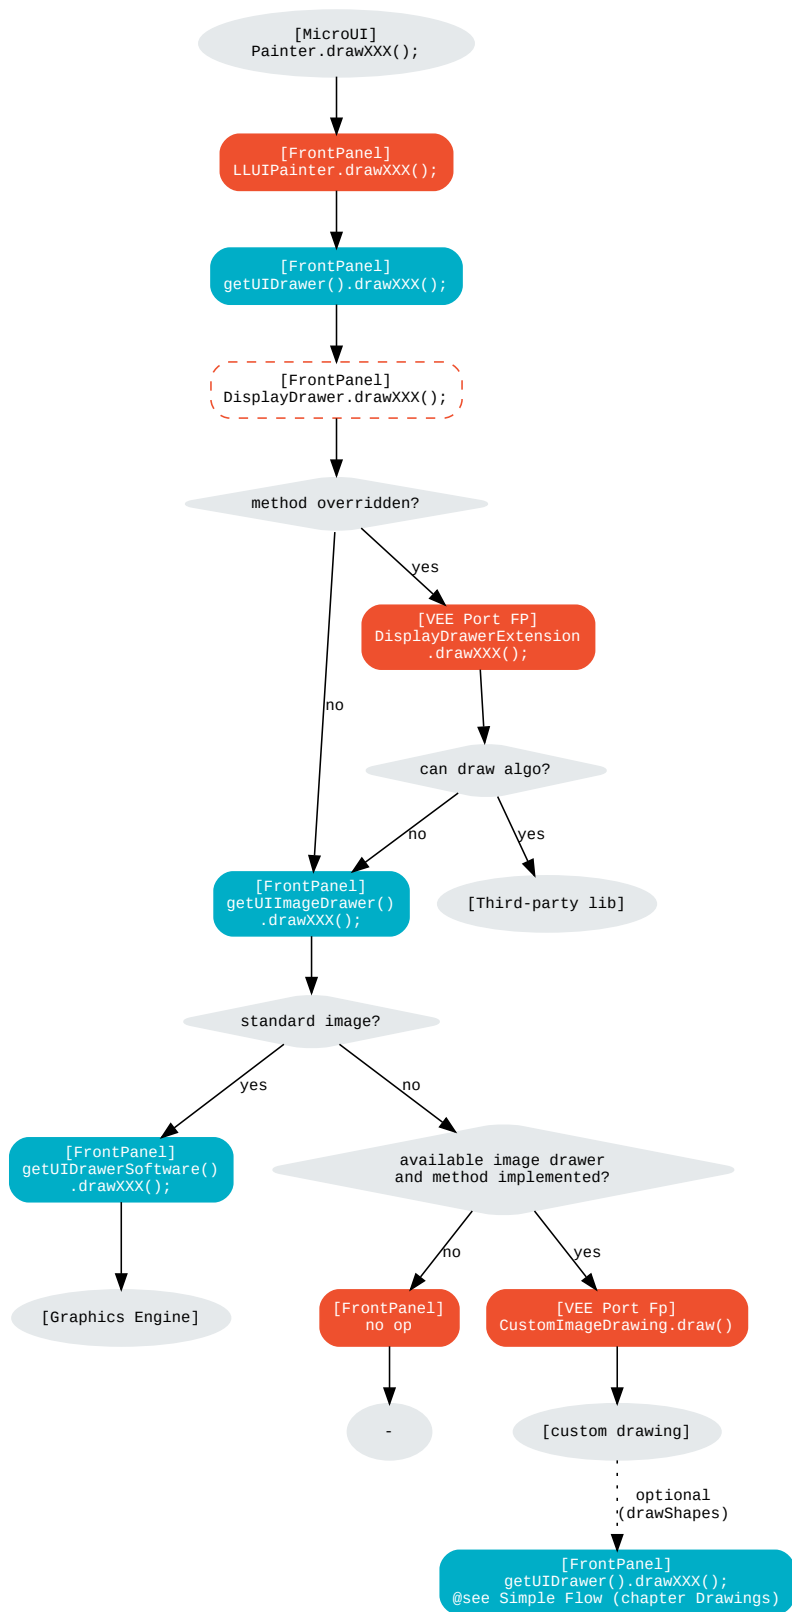 [MicroUI]
Painter.drawXXX();
[FrontPanel]
LLUIPainter.drawXXX();
[FrontPanel]
getUIDrawer().drawXXX();
[FrontPanel]
DisplayDrawer.drawXXX();
method overridden?
yes
[VEE Port FP]
DisplayDrawerExtension
.drawXXX();
no
can draw algo?
no
yes
[FrontPanel]
getUIImageDrawer()
.drawXXX();
[Third-party lib]
standard image?
yes
no
[FrontPanel]
getUIDrawerSoftware()
.drawXXX();
available image drawer
and method implemented?
no
yes
[Graphics Engine]
[FrontPanel]
no op
[VEE Port Fp]
CustomImageDrawing.draw()
-
[custom drawing]
optional
(drawShapes)
[FrontPanel]
getUIDrawer().drawXXX();
@see Simple Flow (chapter Drawings)